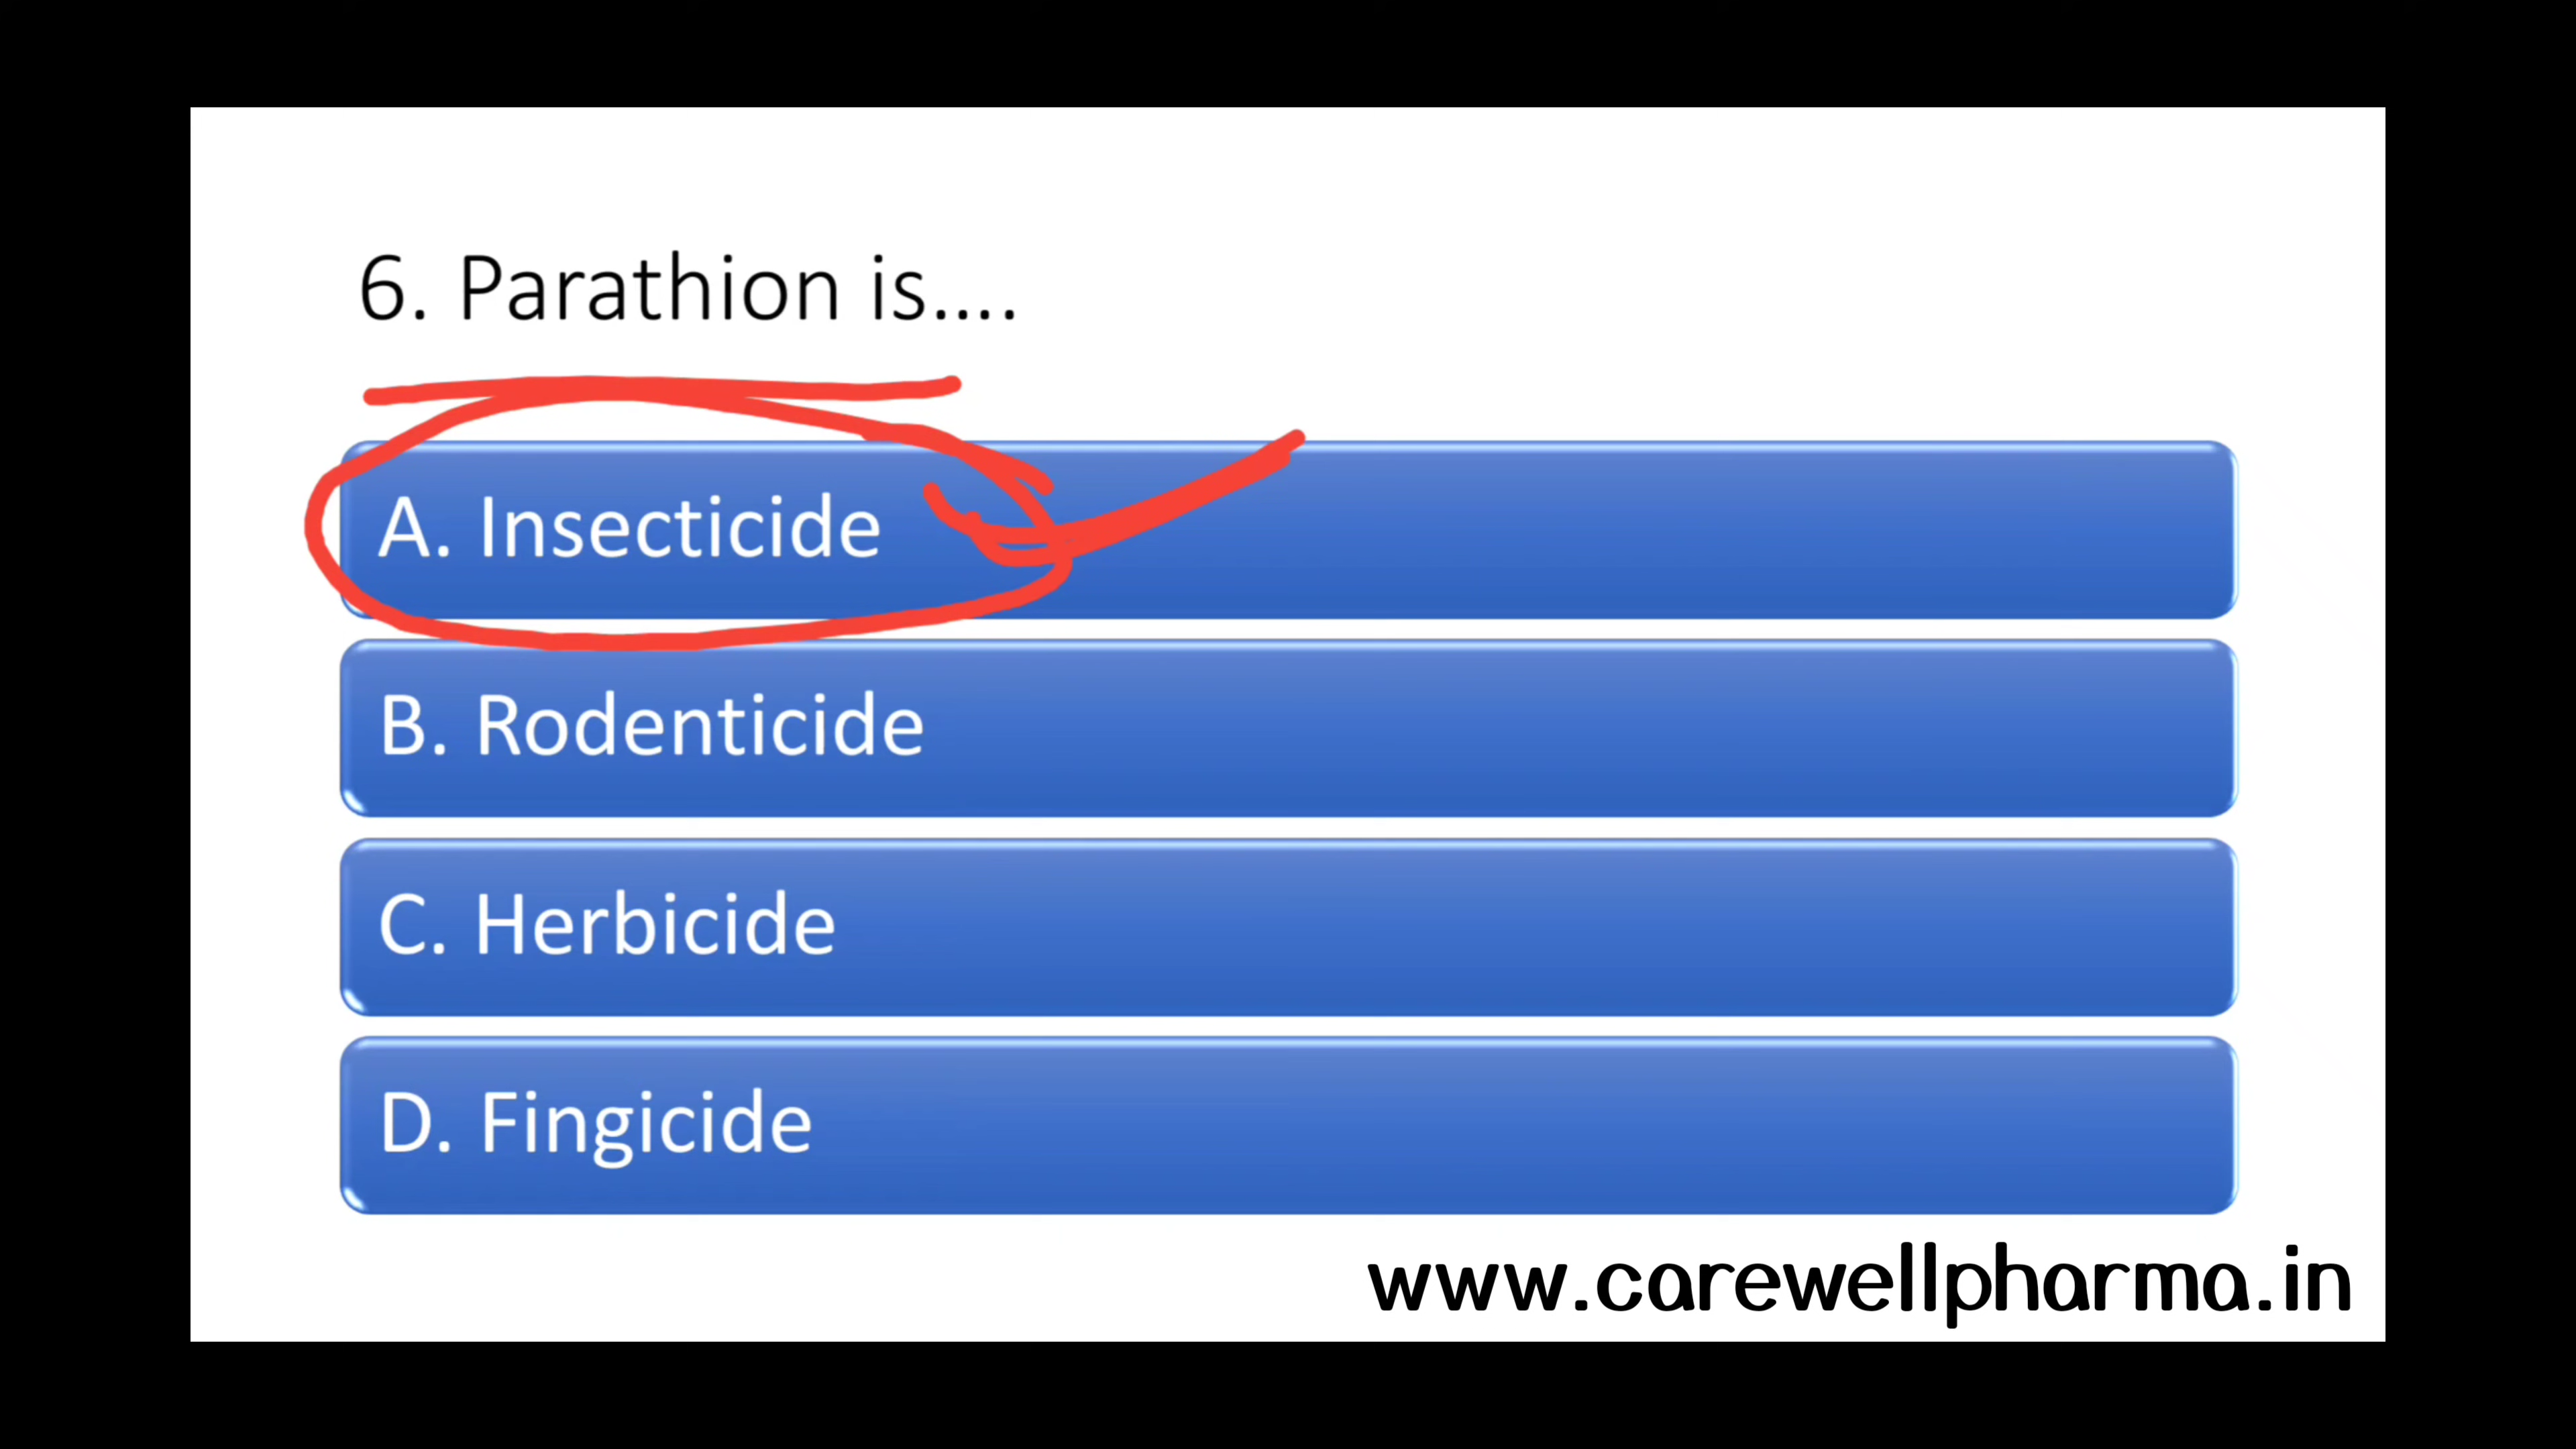 6. Parathion is....
A. Insecticide
B. Rodenticide
C. Herbicide
D. Fingicide
www.carewellpharma.in